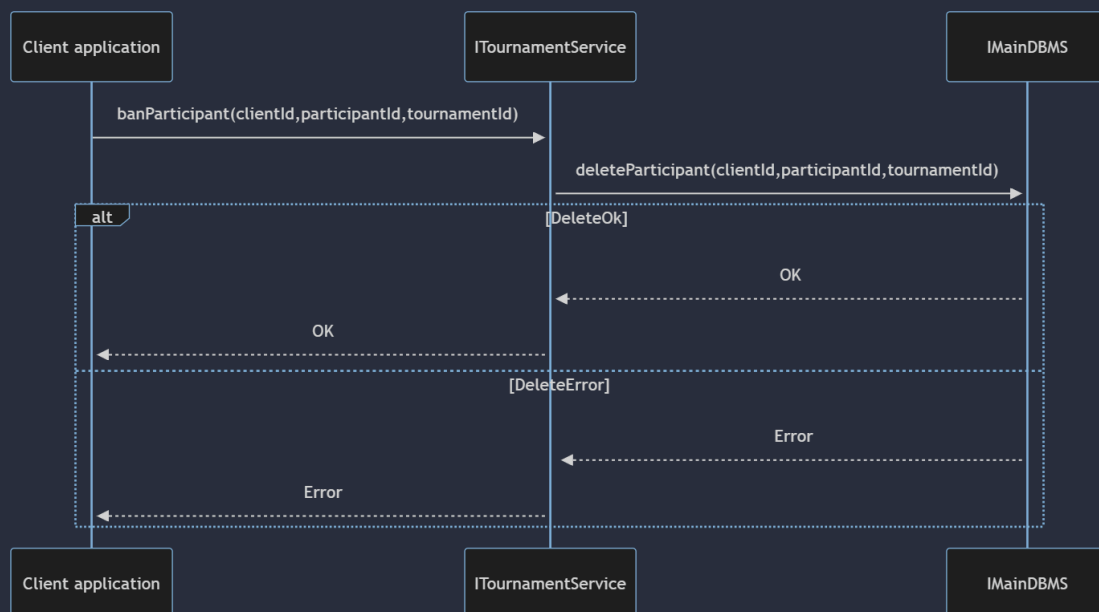 Client application
ITournamentService
IMainDBMS
banParticipant(clientId,participantId,tournamentId)
deleteParticipant(clientId,participantId,tournamentId)
alt
[DeleteOk]
OK
OK
[DeleteError]
Error
Error
Client application
ITournamentService
IMainDBMS